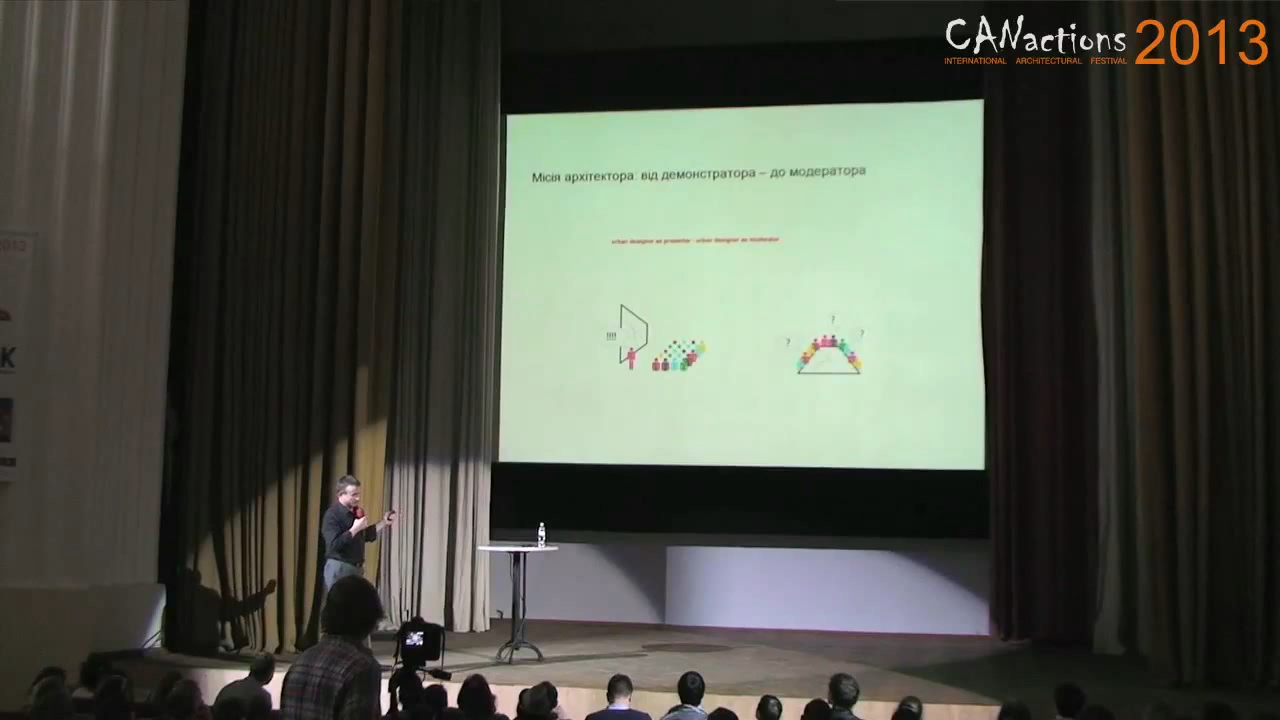 CANactions 2013
INTERNATIONAL ARCHITECTURAL FESTIVAL
Місія архітектора: від демонстратора – до модератора
urban designer as presenter - urban designer as moderator
!!!!
?
?
?
2013
K